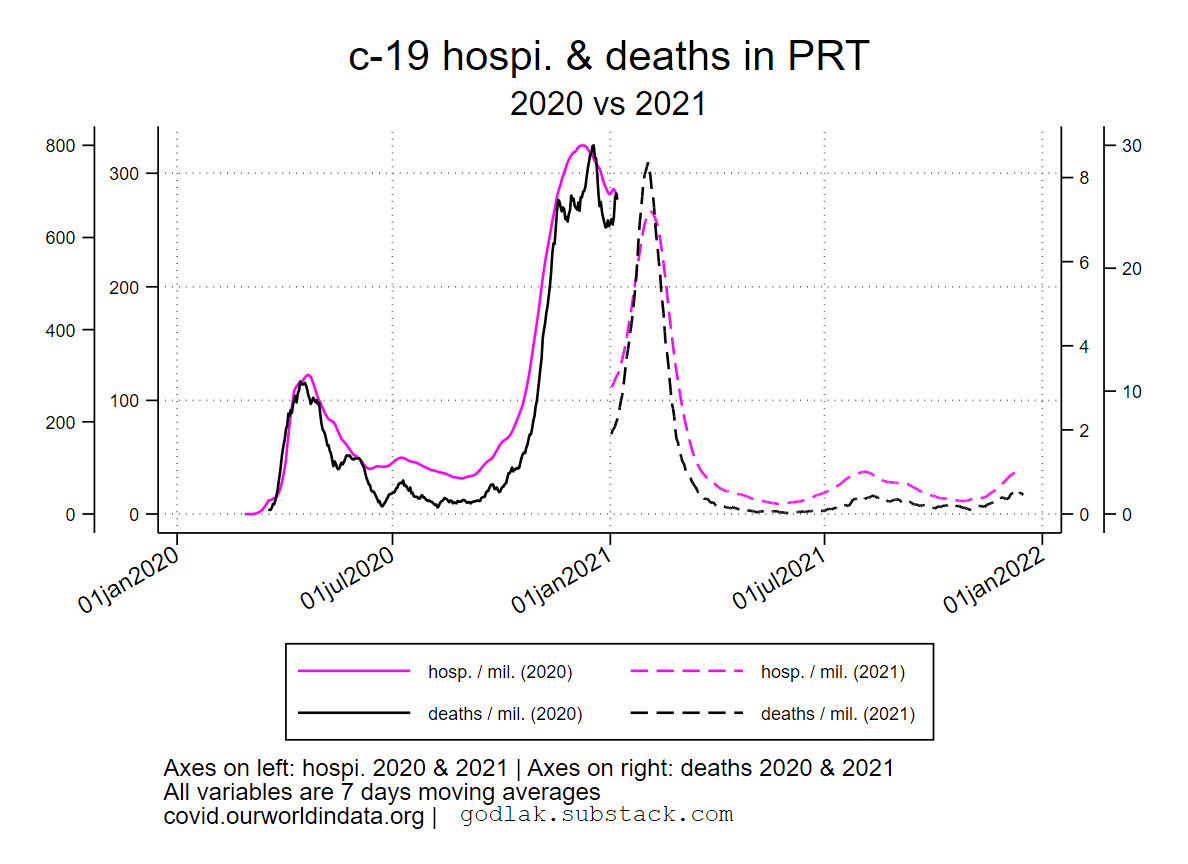 c-19 hospi. & deaths in PRT
2020 vs 2021
800
600
400
200
0
300
200
100
0
8
6
4
2
0
30
20
10
0
01jan2020
01jul2020
01jan2021
01jul2021
01jan2022
hosp. / mil. (2020)
hosp. / mil. (2021)
deaths / mil. (2020)
deaths / mil. (2021)
Axes on left: hospi. 2020 & 2021 | Axes on right: deaths 2020 & 2021
All variables are 7 days moving averages
covid.ourworldindata.org | godlak.substack.com